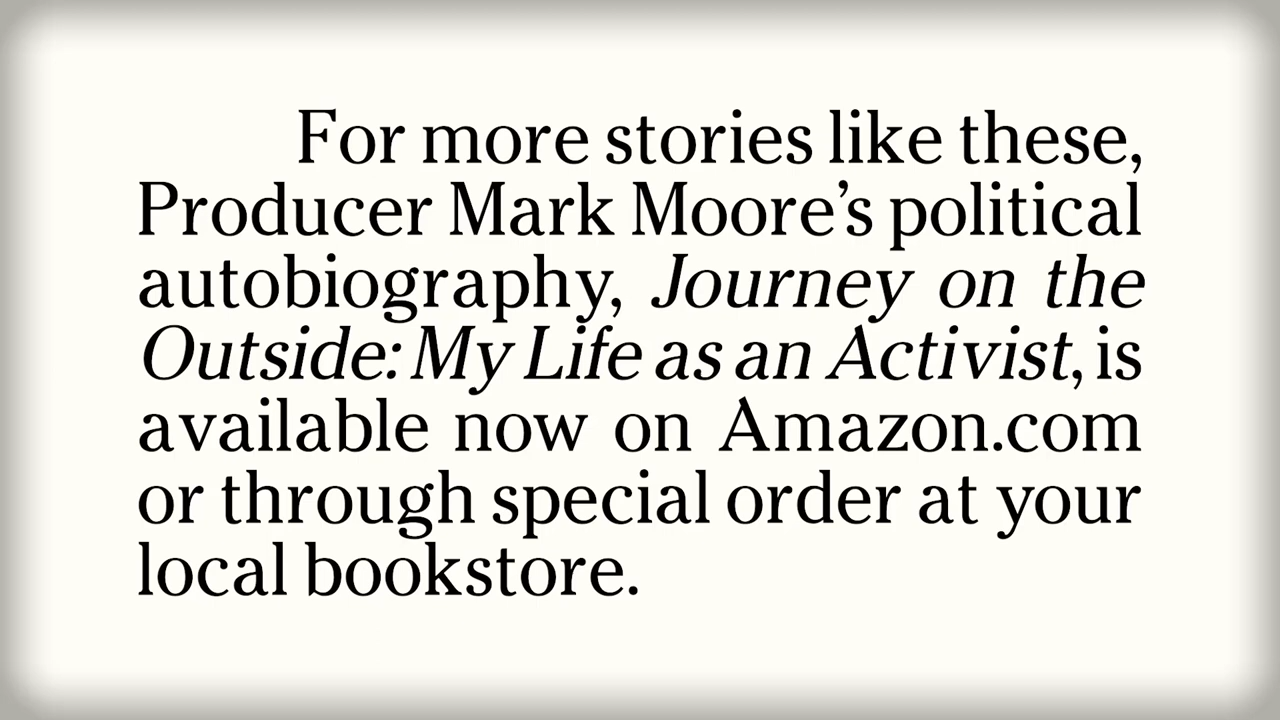 For more stories like these,
Producer Mark Moore’s political
autobiography, Journey on the
Outside: My Life as an Activist, is
available now on Amazon.com
or through special order at your
local bookstore.